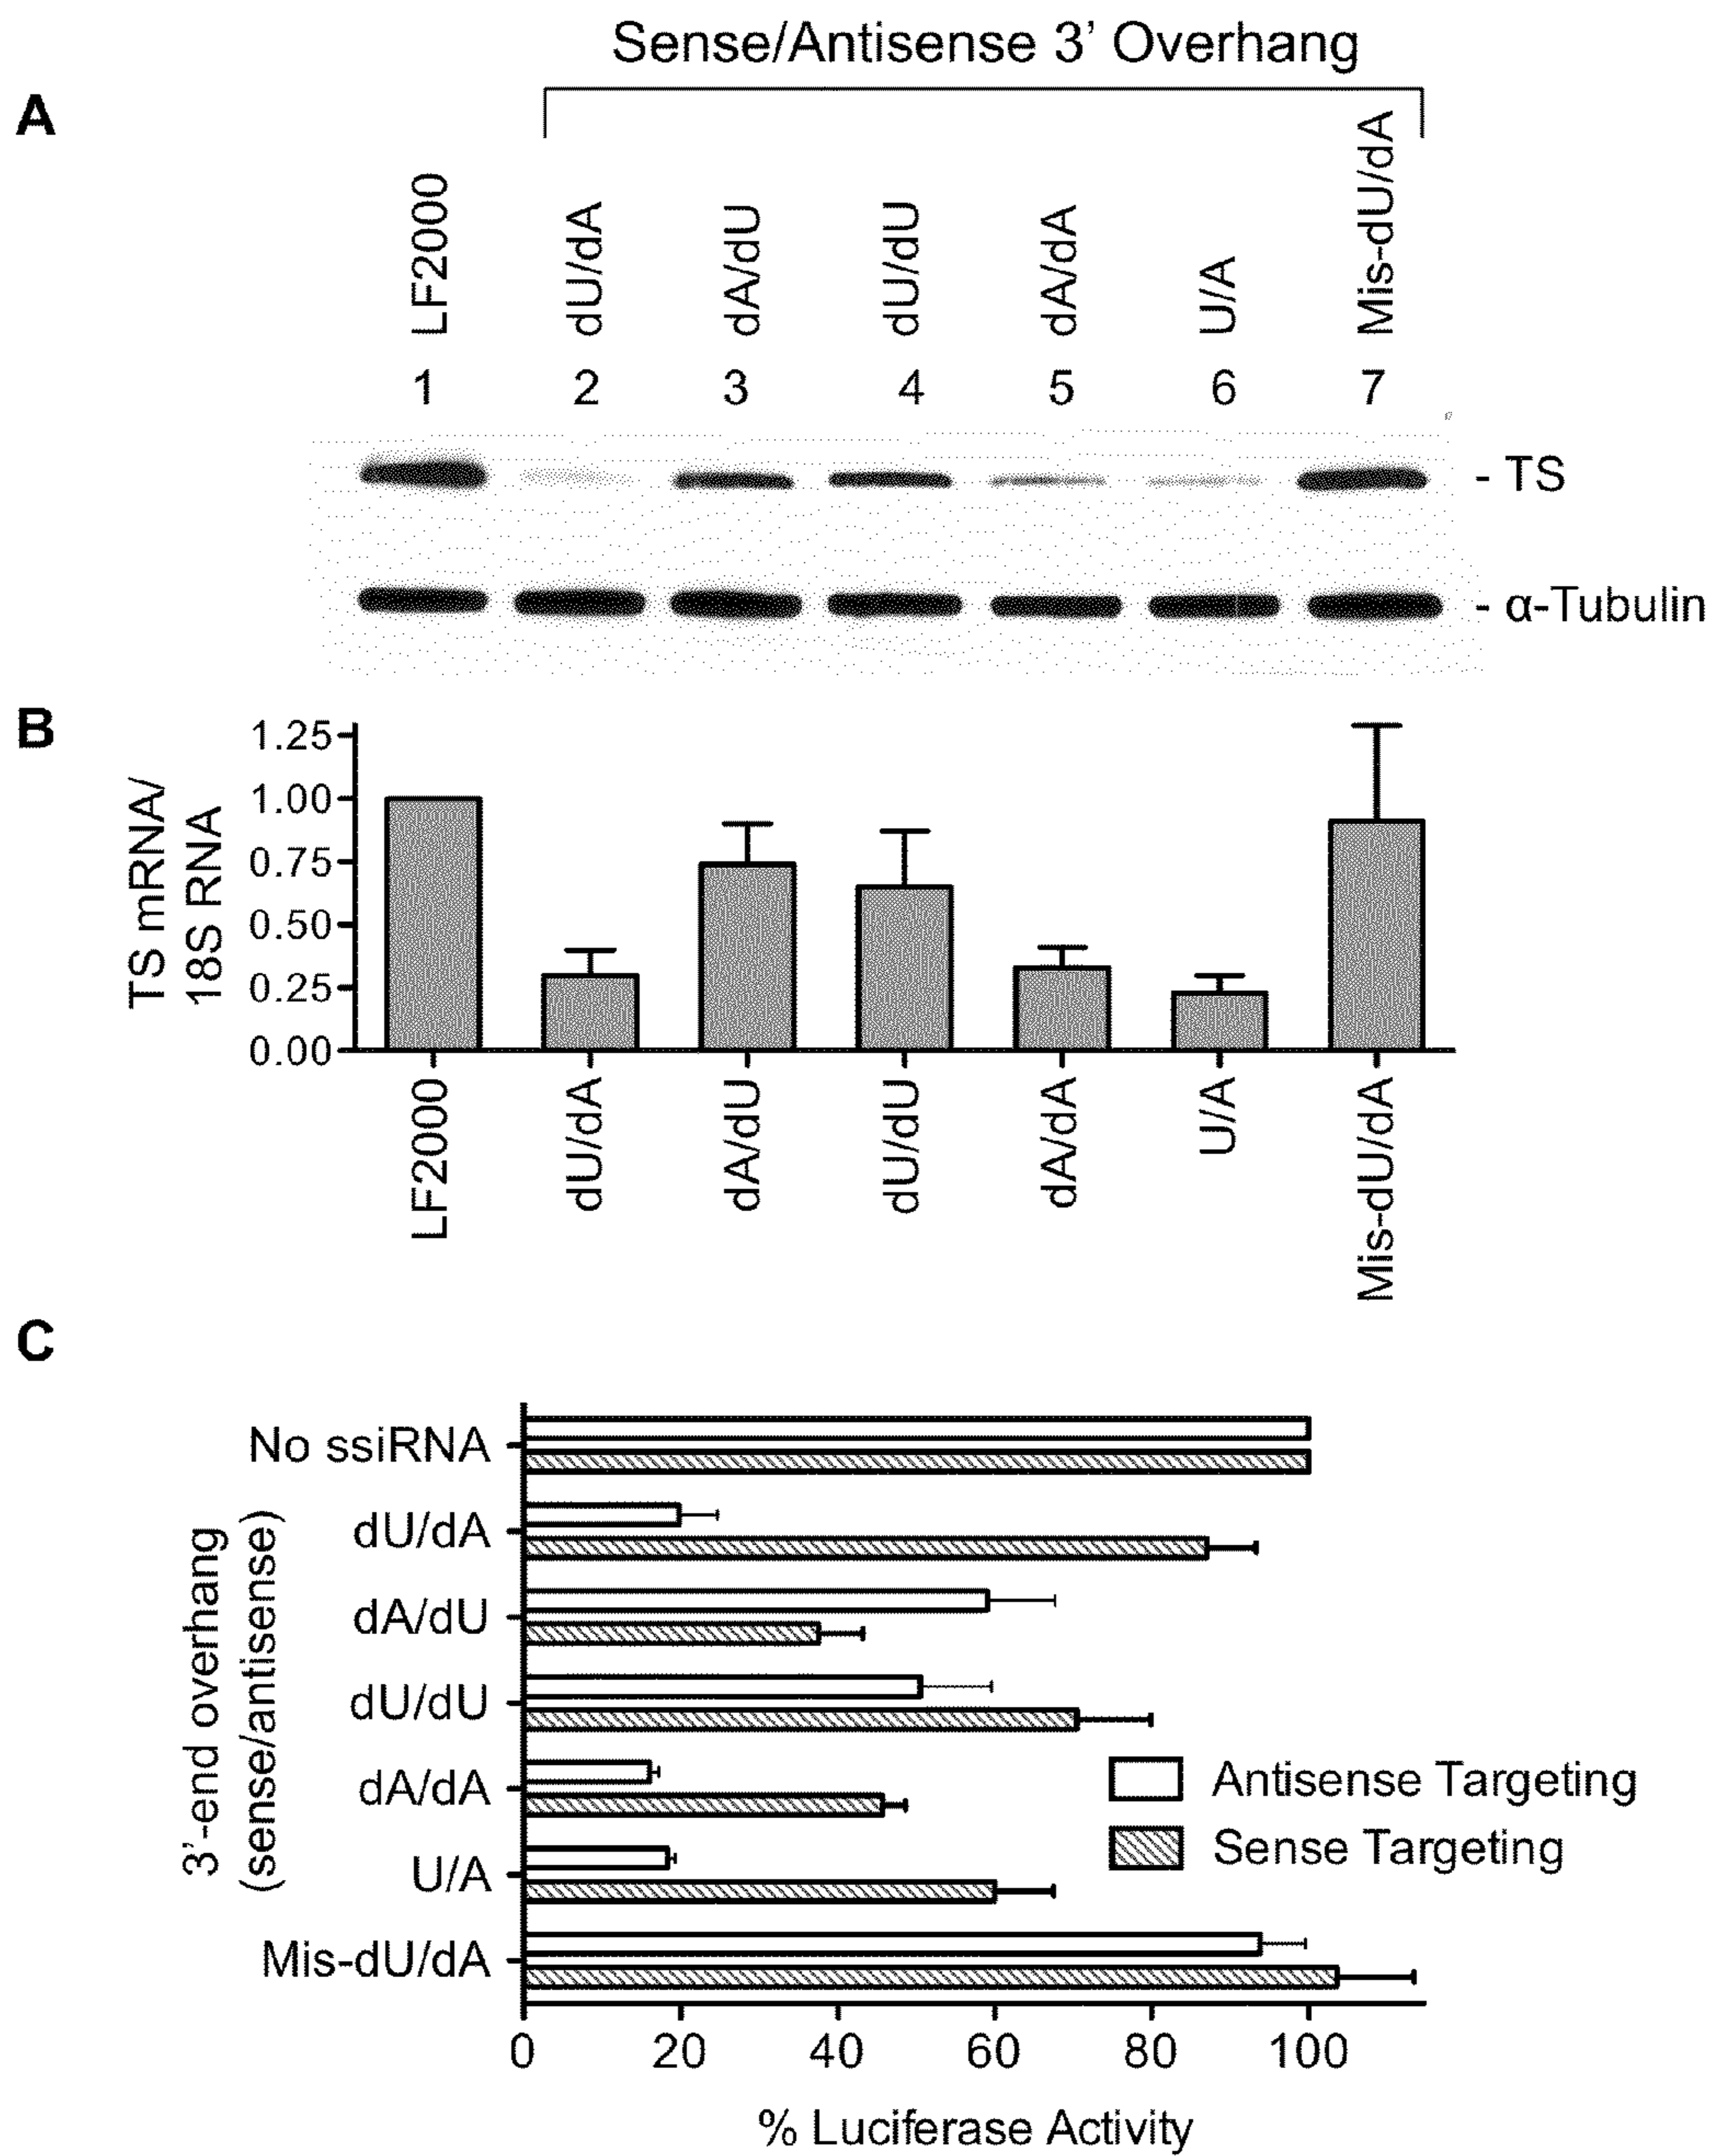 Sense/Antisense 3’ Overhang
A
LF2000
dU/dA
dA/dU
dU/dU
dA/dA
U/A
Mis-dU/dA
1 2 3 4 5 6 7
- TS
- α-Tubulin
B
TS mRNA/
18S RNA
1.25
1.00
0.75
0.50
0.25
0.00
LF2000
dU/dA
dA/dU
dU/dU
dA/dA
U/A
Mis-dU/dA
C
3’-end overhang
(sense/antisense)
No ssiRNA
dU/dA
dA/dU
dU/dU
dA/dA
U/A
Mis-dU/dA
Antisense Targeting
Sense Targeting
0 20 40 60 80 100
% Luciferase Activity